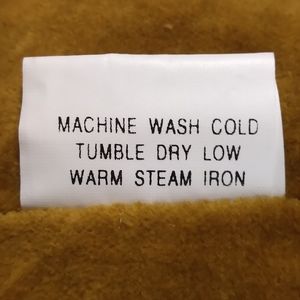 MACHINE WASH COLD
TUMBLE DRY LOW
WARM STEAM IRON